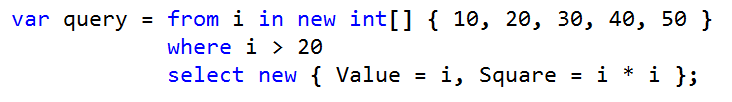 var query = from i in new int[] { 10, 20, 30, 40, 50 }
            where i > 20
            select new { Value = i, Square = i * i };